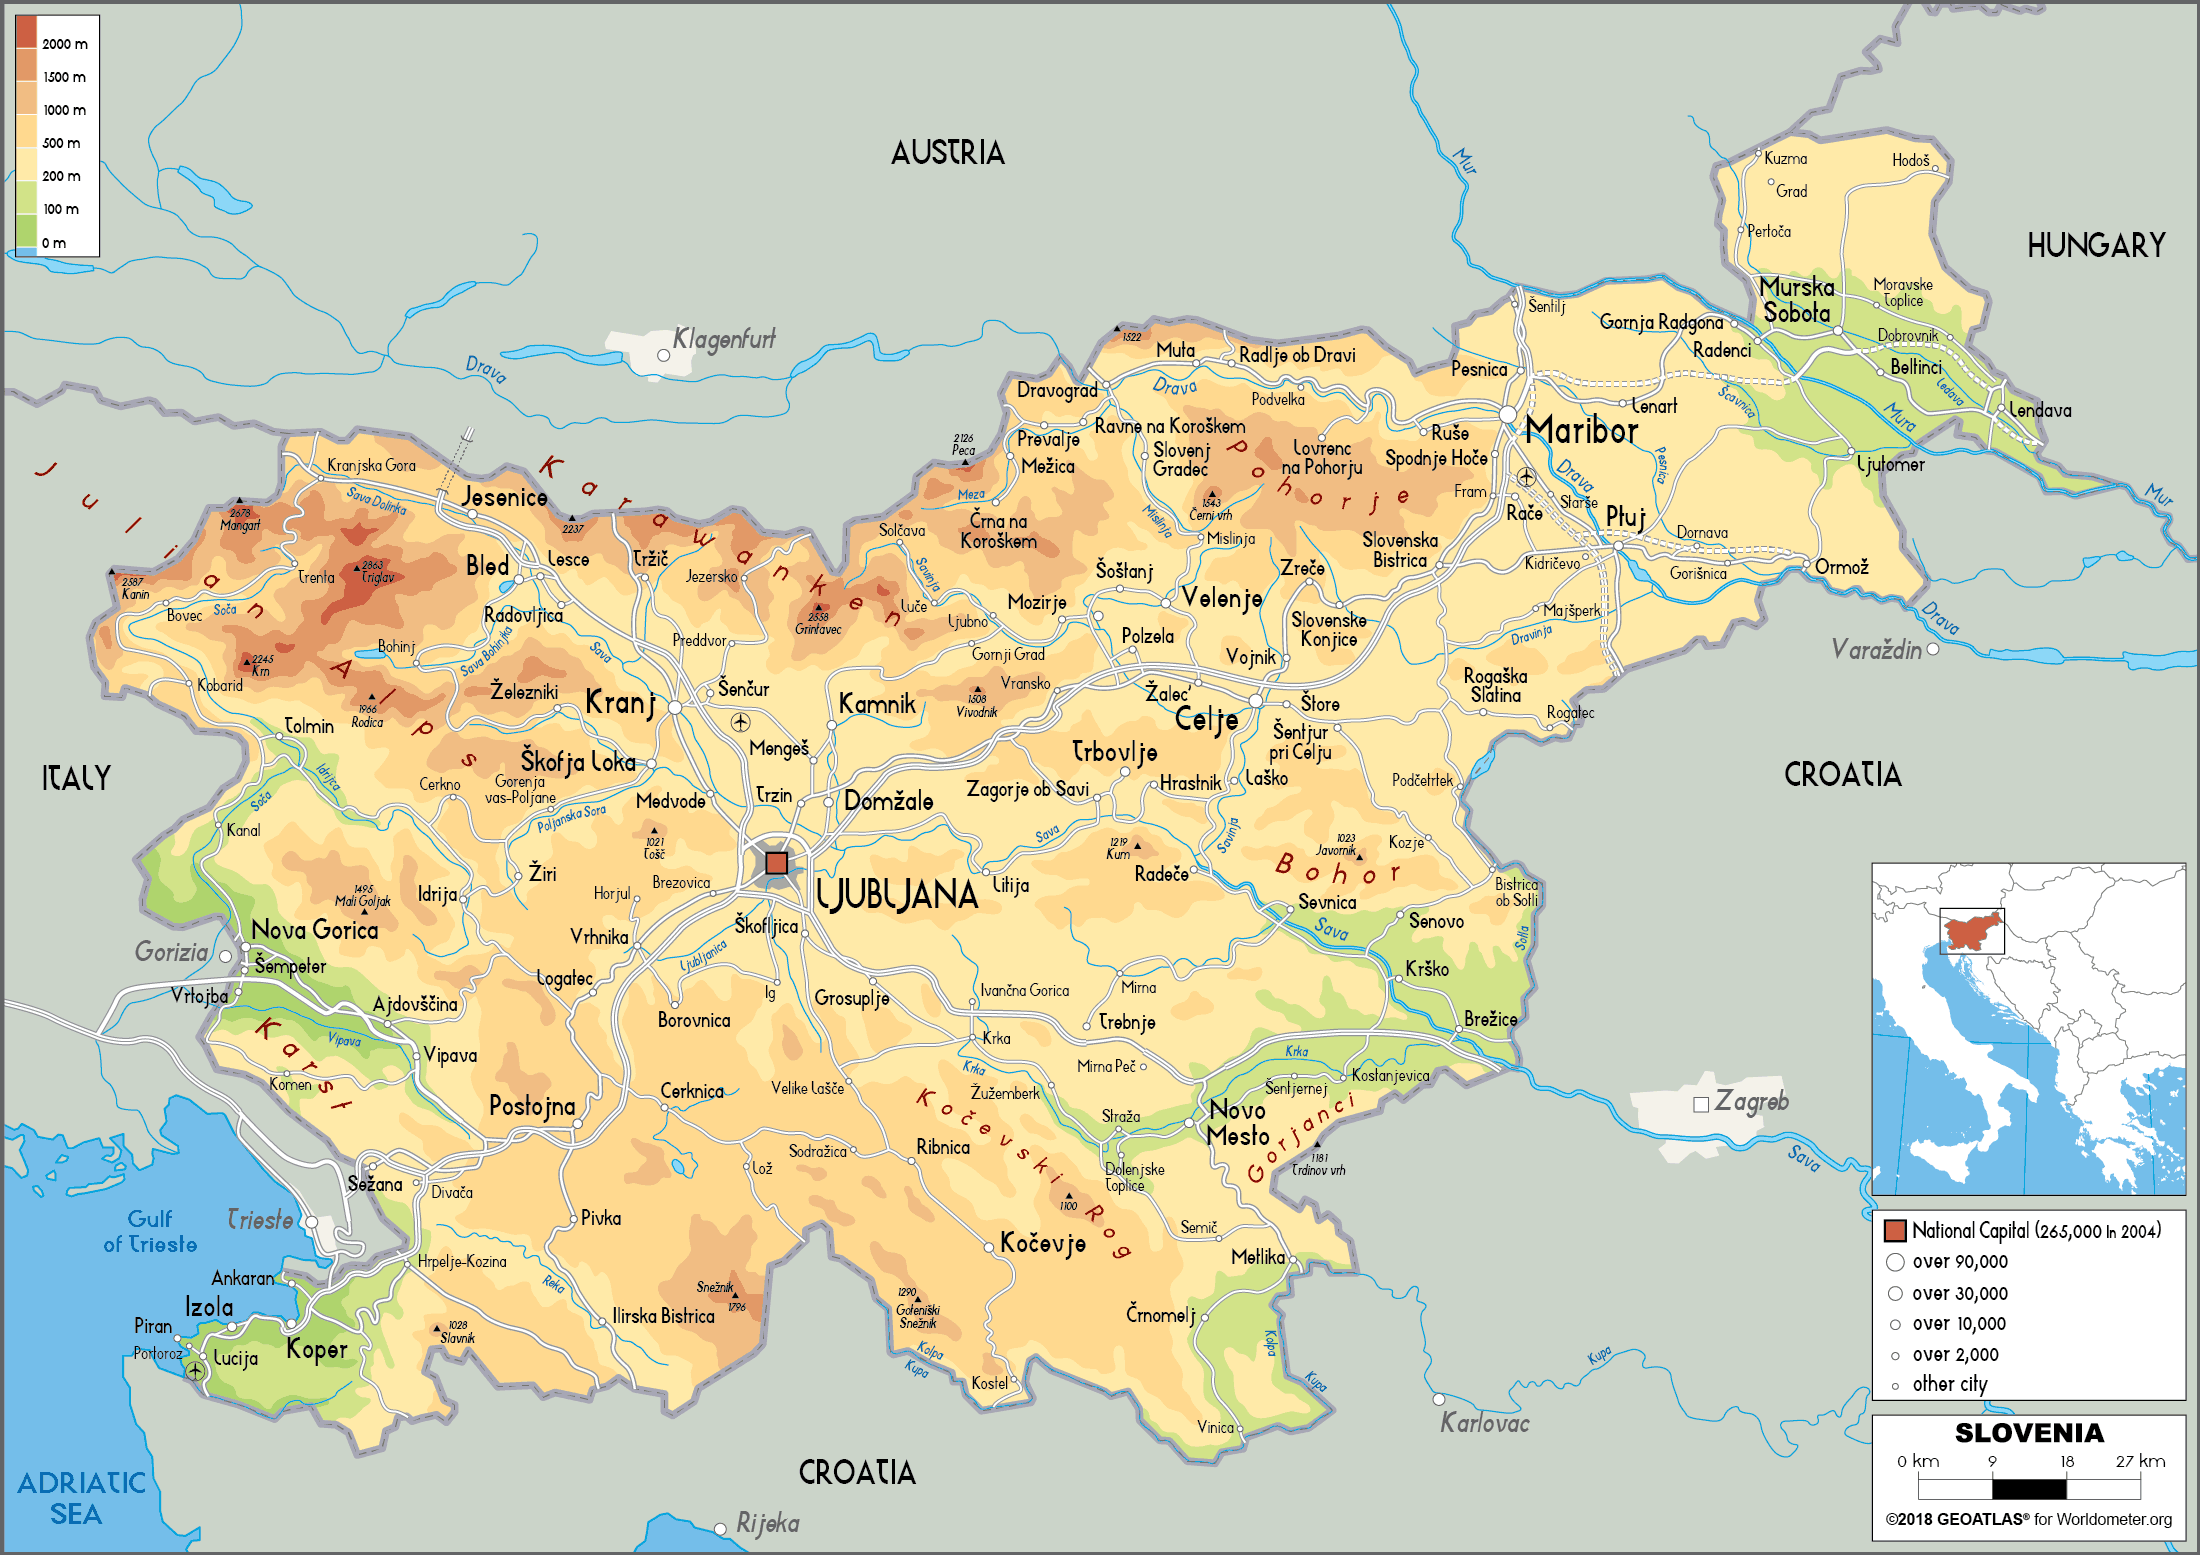 2000 m
1500 m
1000 m
500 m
200 m
100 m
0 m
AUSTRIA
HUNGARY
ITALY
CROATIA
CROATIA
Mur
Kuzma
Hodoš
Grad
Pertoča
Murska
Sobota
Moravske
Toplice
Dobrovnik
Beltinci
Ledava
Lendava
Mura
Mur
Ščavnica
Ljutomer
Gornja Radgona
Radenci
Šentilj
Pesnica
Lenart
Maribor
Pesnica
Drava
Ruše
Spodnje Hoče
Fram
Rače
Starše
Ptuj
Dornava
Gorišnica
Ormož
Kidričevo
Majšperk
Dravinja
Drava
Varaždin
Klagenfurt
Drava
1522
Muta
Radlje ob Dravi
Dravograd
Drava
Podvelka
Ravne na Koroškem
Prevalje
Mežica
Slovenj
Gradec
Lovrenc
na Pohorju
Pohorje
1543
Črni vrh
2126
Peca
Meza
Črna na
Koroškem
Mislinja
Mislinja
Slovenska
Bistrica
Zreče
Slovenske
Konjice
Vojnik
Šoštanj
Velenje
Polzela
Mozirje
Solčava
Savinja
Luče
Ljubno
Gornji Grad
Vransko
Žalec
Celje
Štore
Šentjur
pri Celju
Rogaška
Slatina
Rogatec
Podčetrtek
Kozje
Bistrica
ob Sotli
Sotla
Julian Alps
Karawanken
Kranjska Gora
Sava Dolinka
Jesenice
2678
Mangart
2237
2863
Triglav
Trenta
2587
Kanin
Bovec
Soča
2245
Krn
Kobarid
1966
Rodica
Bohinj
Sava Bohinjka
Bled
Lesce
Radovljica
Tržič
Jezersko
2558
Grintavec
Preddvor
Sava
Železniki
Kranj
Šenčur
Kamnik
1508
Vivodnik
Mengeš
Škofja Loka
Medvode
Trzin
Domžale
Gorenja
vas-Poljane
Poljanska Sora
Cerkno
Tolmin
Idrijca
Soča
Kanal
1021
Tošč
Žiri
Idrija
Horjul
Brezovica
LJUBLJANA
Škofljica
Vrhnika
Ljubljanica
Ig
Borovnica
Logatec
Grosuplje
Litija
Zagorje ob Savi
Trbovlje
Hrastnik
Laško
Savinja
Sava
1219
Kum
Radeče
1023
Javornik
Bohor
Sevnica
Sava
Senovo
Krško
Brežice
Mirna
Trebnje
Mirna Peč
Ivančna Gorica
Krka
Krka
Žužemberk
Krka
Šentjernej
Kostanjevica
Gorjanci
1181
Trdinov vrh
Novo
Mesto
Straža
Dolenjske
Toplice
Semič
Metlika
Črnomelj
Kolpa
Kupa
Vinica
1495
Mali Goljak
Nova Gorica
Gorizia
Šempeter
Vrtojba
Ajdovščina
Vipava
Vipava
Karst
Komen
Sežana
Divača
Postojna
Cerknica
Velike Lašče
Sodražica
Ribnica
Lož
Kočevski Rog
1100
Kočevje
Kostel
1290
Goteniški
Snežnik
Kolpa
Kupa
Snežnik
1796
Pivka
Reka
Ilirska Bistrica
Hrpelje-Kozina
1028
Slavnik
Gulf
of Trieste
Trieste
Ankaran
Izola
Koper
Piran
Portoroz
Lucija
ADRIATIC
SEA
Rijeka
Karlovac
Kupa
Zagreb
Sava
National Capital (265,000 In 2004)
over 90,000
over 30,000
over 10,000
over 2,000
other city
SLOVENIA
0 km 9 18 27 km
©2018 GEOATLAS® for Worldometer.org